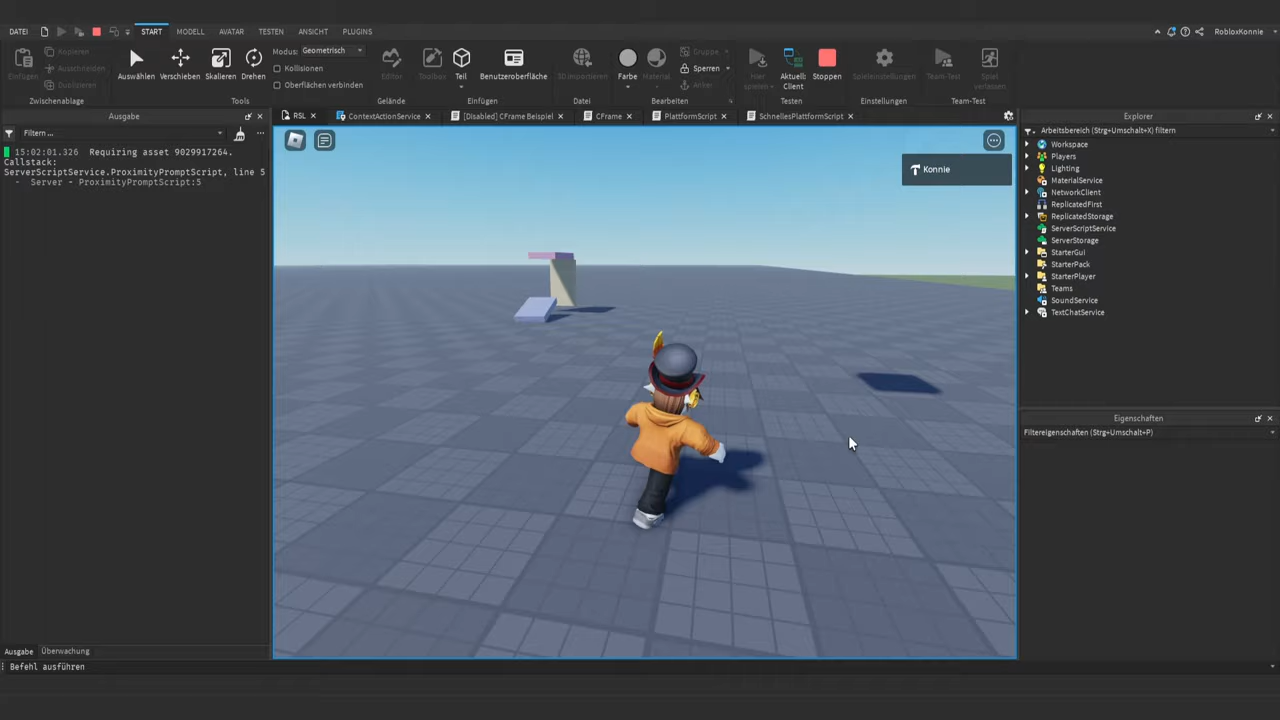 DATEI START MODELL AVATAR TESTEN ANSICHT PLUGINS RobloxKonnie
Einfügen Kopieren Ausschneiden Duplizieren Auswählen Verschieben Skalieren Drehen Modus: Geometrisch Kollisionen Oberflächen verbinden Editor Toolbox Teil Benutzeroberfläche 3D importieren Farbe Material Gruppe Sperren Anker Hier spielen Aktuell: Client Stoppen Spieleinstellungen Team-Test Spiel verlassen
Zwischenablage Tools Gelände Einfügen Datei Bearbeiten Testen Einstellungen Team-Test
Ausgabe
Filtern ...
15:02:01.326 Requiring asset 9029917264.
Callstack:
ServerScriptService.ProximityPromptScript, line 5
- Server - ProximityPromptScript:5
RSL ContextActionService [Disabled] CFrame Beispiel CFrame PlattformScript SchnellesPlattformScript
Konnie
Explorer
Arbeitsbereich (Strg+Umschalt+X) filtern
Workspace
Players
Lighting
MaterialService
NetworkClient
ReplicatedFirst
ReplicatedStorage
ServerScriptService
ServerStorage
StarterGui
StarterPack
StarterPlayer
Teams
SoundService
TextChatService
Eigenschaften
Filtereigenschaften (Strg+Umschalt+P)
Ausgabe Überwachung
Befehl ausführen